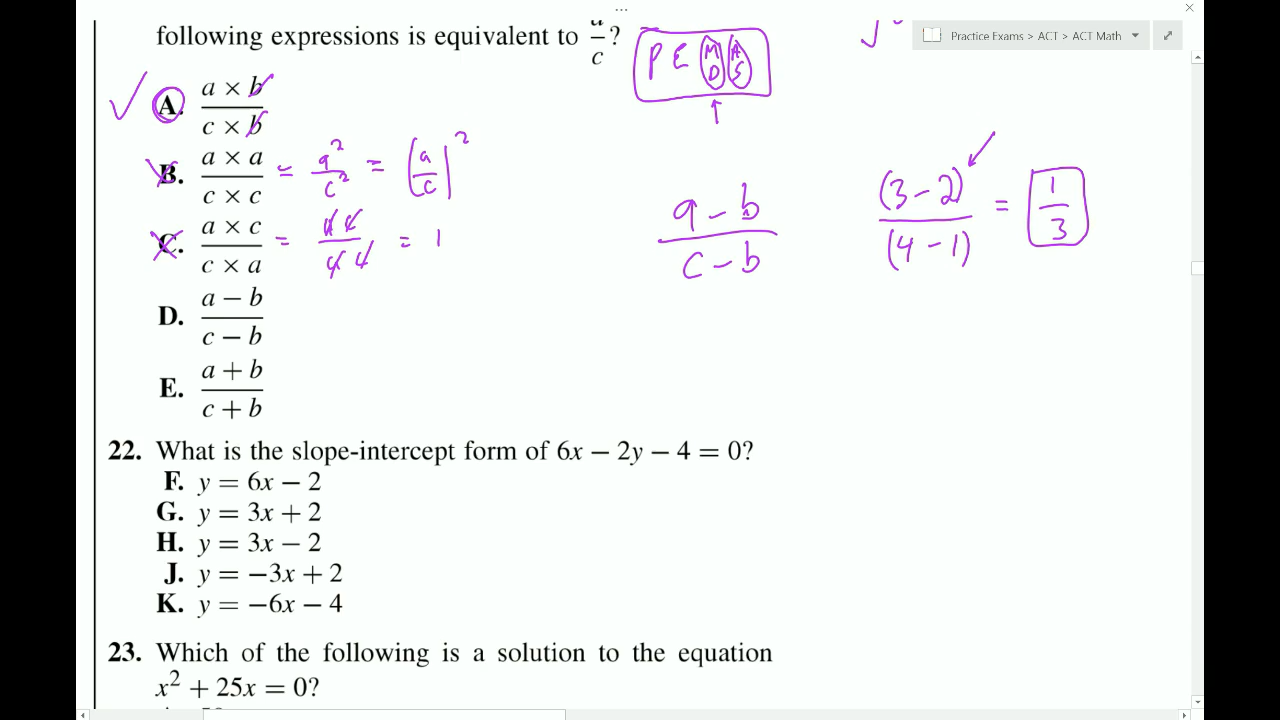 Practice Exams > ACT > ACT Math
following expressions is equivalent to a/c?
P E M D A S
A. a × b / c × b
B. a × a / c × c = a² / c² = (a/c)²
C. a × c / c × a = = 1
D. a − b / c − b
E. a + b / c + b
a − b / c − b
(3 − 2) / (4 − 1) = 1/3
22. What is the slope-intercept form of 6x − 2y − 4 = 0?
F. y = 6x − 2
G. y = 3x + 2
H. y = 3x − 2
J. y = −3x + 2
K. y = −6x − 4
23. Which of the following is a solution to the equation
x² + 25x = 0?